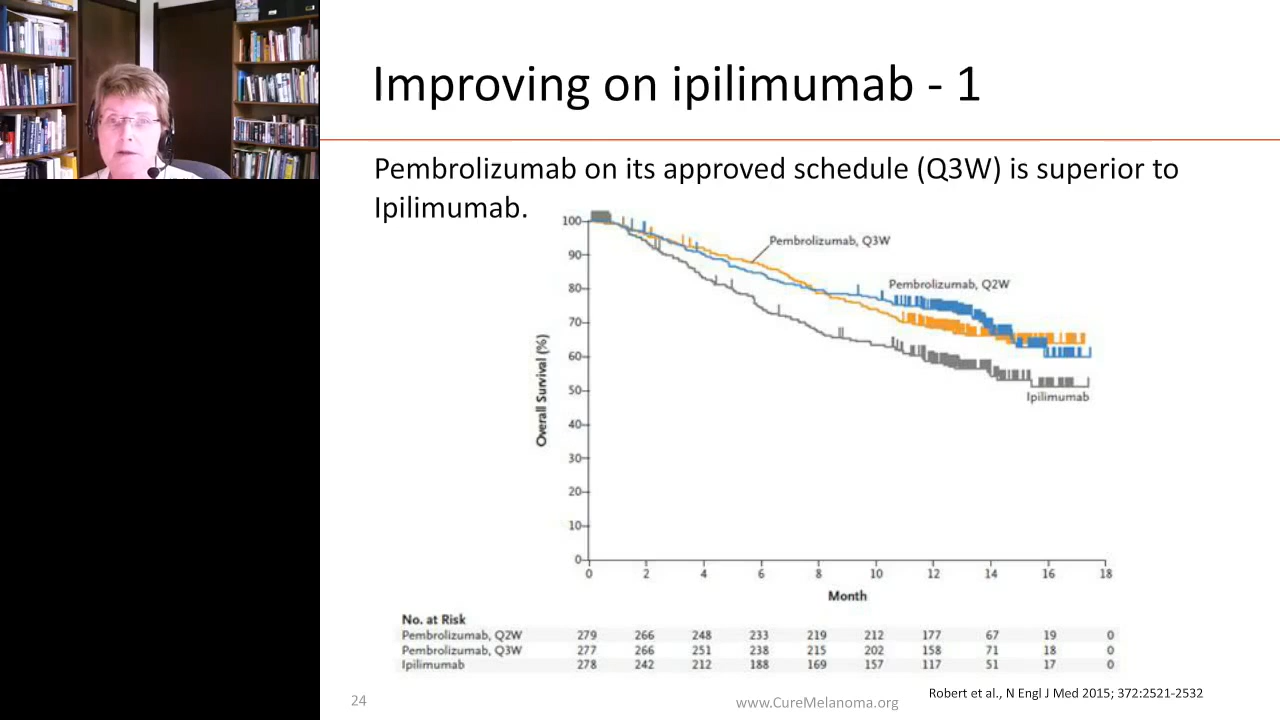 Improving on ipilimumab - 1
Pembrolizumab on its approved schedule (Q3W) is superior to
Ipilimumab.
Overall Survival (%)
100
90
80
70
60
50
40
30
20
10
0
Pembrolizumab, Q3W
Pembrolizumab, Q2W
Ipilimumab
0 2 4 6 8 10 12 14 16 18
Month
No. at Risk
Pembrolizumab, Q2W 279 266 248 233 219 212 177 67 19 0
Pembrolizumab, Q3W 277 266 251 238 215 202 158 71 18 0
Ipilimumab 278 242 212 188 169 157 117 51 17 0
24
www.CureMelanoma.org
Robert et al., N Engl J Med 2015; 372:2521-2532